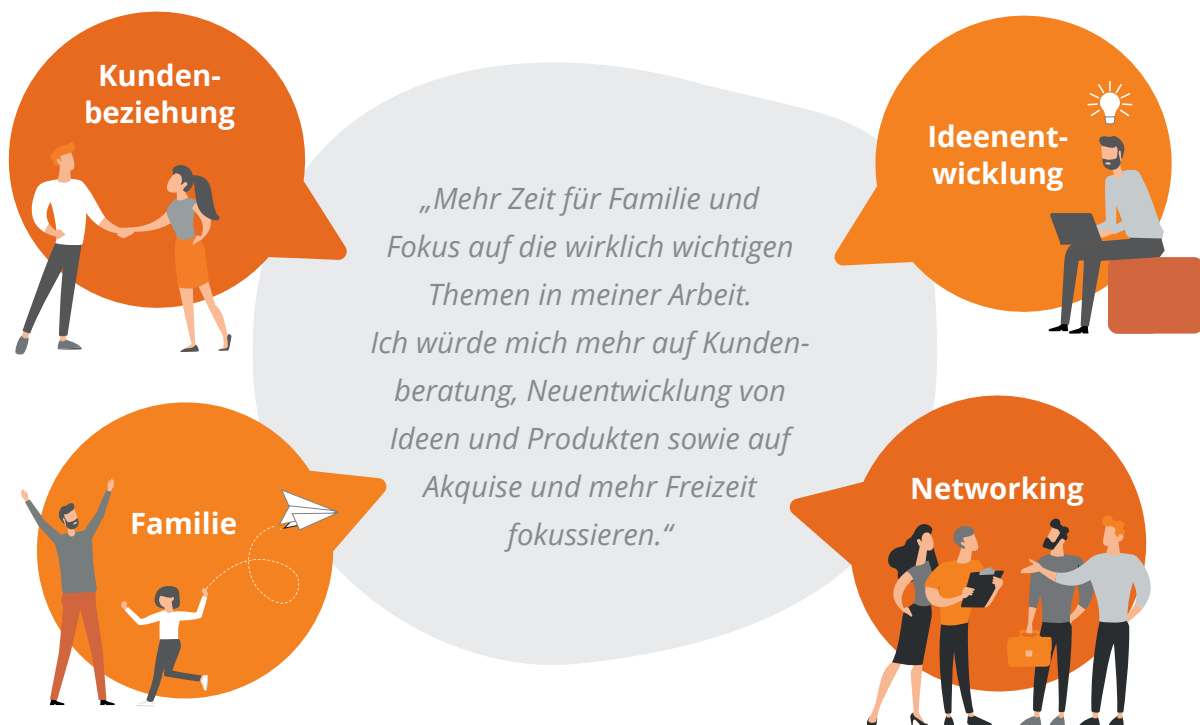 Kunden-
beziehung
Ideenent-
wicklung
„Mehr Zeit für Familie und
Fokus auf die wirklich wichtigen
Themen in meiner Arbeit.
Ich würde mich mehr auf Kunden-
beratung, Neuentwicklung von
Ideen und Produkten sowie auf
Akquise und mehr Freizeit
fokussieren.“
Familie
Networking